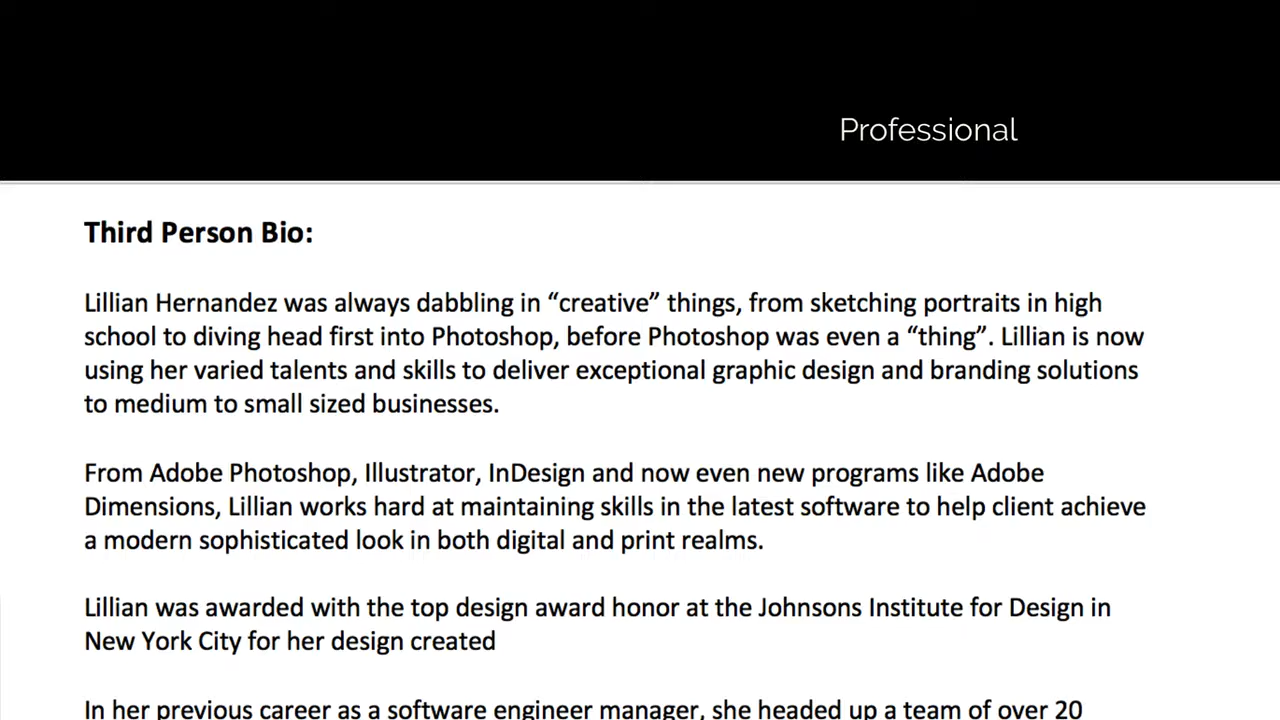 Professional
Third Person Bio:
Lillian Hernandez was always dabbling in “creative” things, from sketching portraits in high
school to diving head first into Photoshop, before Photoshop was even a “thing”. Lillian is now
using her varied talents and skills to deliver exceptional graphic design and branding solutions
to medium to small sized businesses.
From Adobe Photoshop, Illustrator, InDesign and now even new programs like Adobe
Dimensions, Lillian works hard at maintaining skills in the latest software to help client achieve
a modern sophisticated look in both digital and print realms.
Lillian was awarded with the top design award honor at the Johnsons Institute for Design in
New York City for her design created
In her previous career as a software engineer manager, she headed up a team of over 20